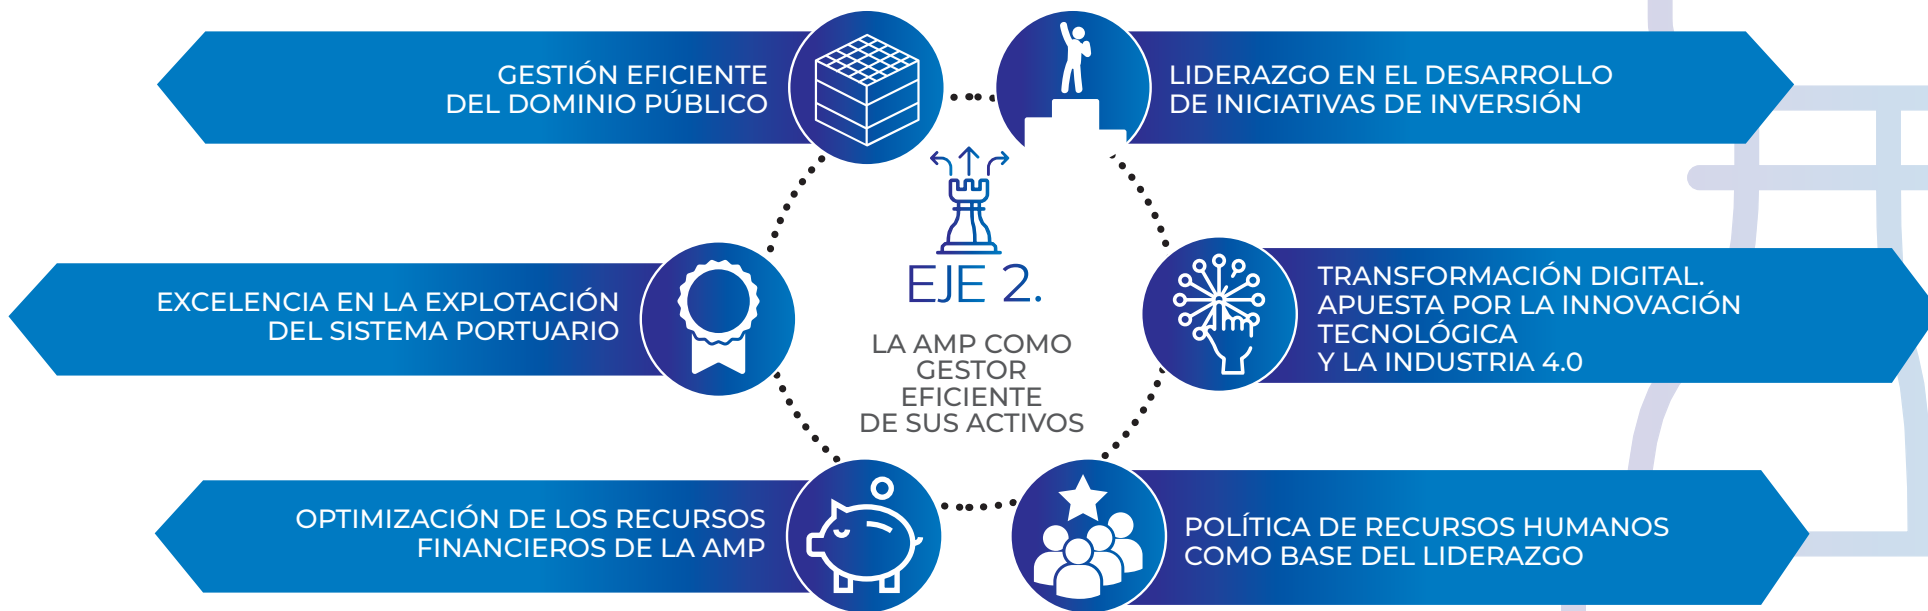 GESTIÓN EFICIENTE
DEL DOMINIO PÚBLICO
LIDERAZGO EN EL DESARROLLO
DE INICIATIVAS DE INVERSIÓN
EXCELENCIA EN LA EXPLOTACIÓN
DEL SISTEMA PORTUARIO
EJE 2.
LA AMP COMO
GESTOR
EFICIENTE
DE SUS ACTIVOS
TRANSFORMACIÓN DIGITAL.
APUESTA POR LA INNOVACIÓN
TECNOLÓGICA
Y LA INDUSTRIA 4.0
OPTIMIZACIÓN DE LOS RECURSOS
FINANCIEROS DE LA AMP
POLÍTICA DE RECURSOS HUMANOS
COMO BASE DEL LIDERAZGO